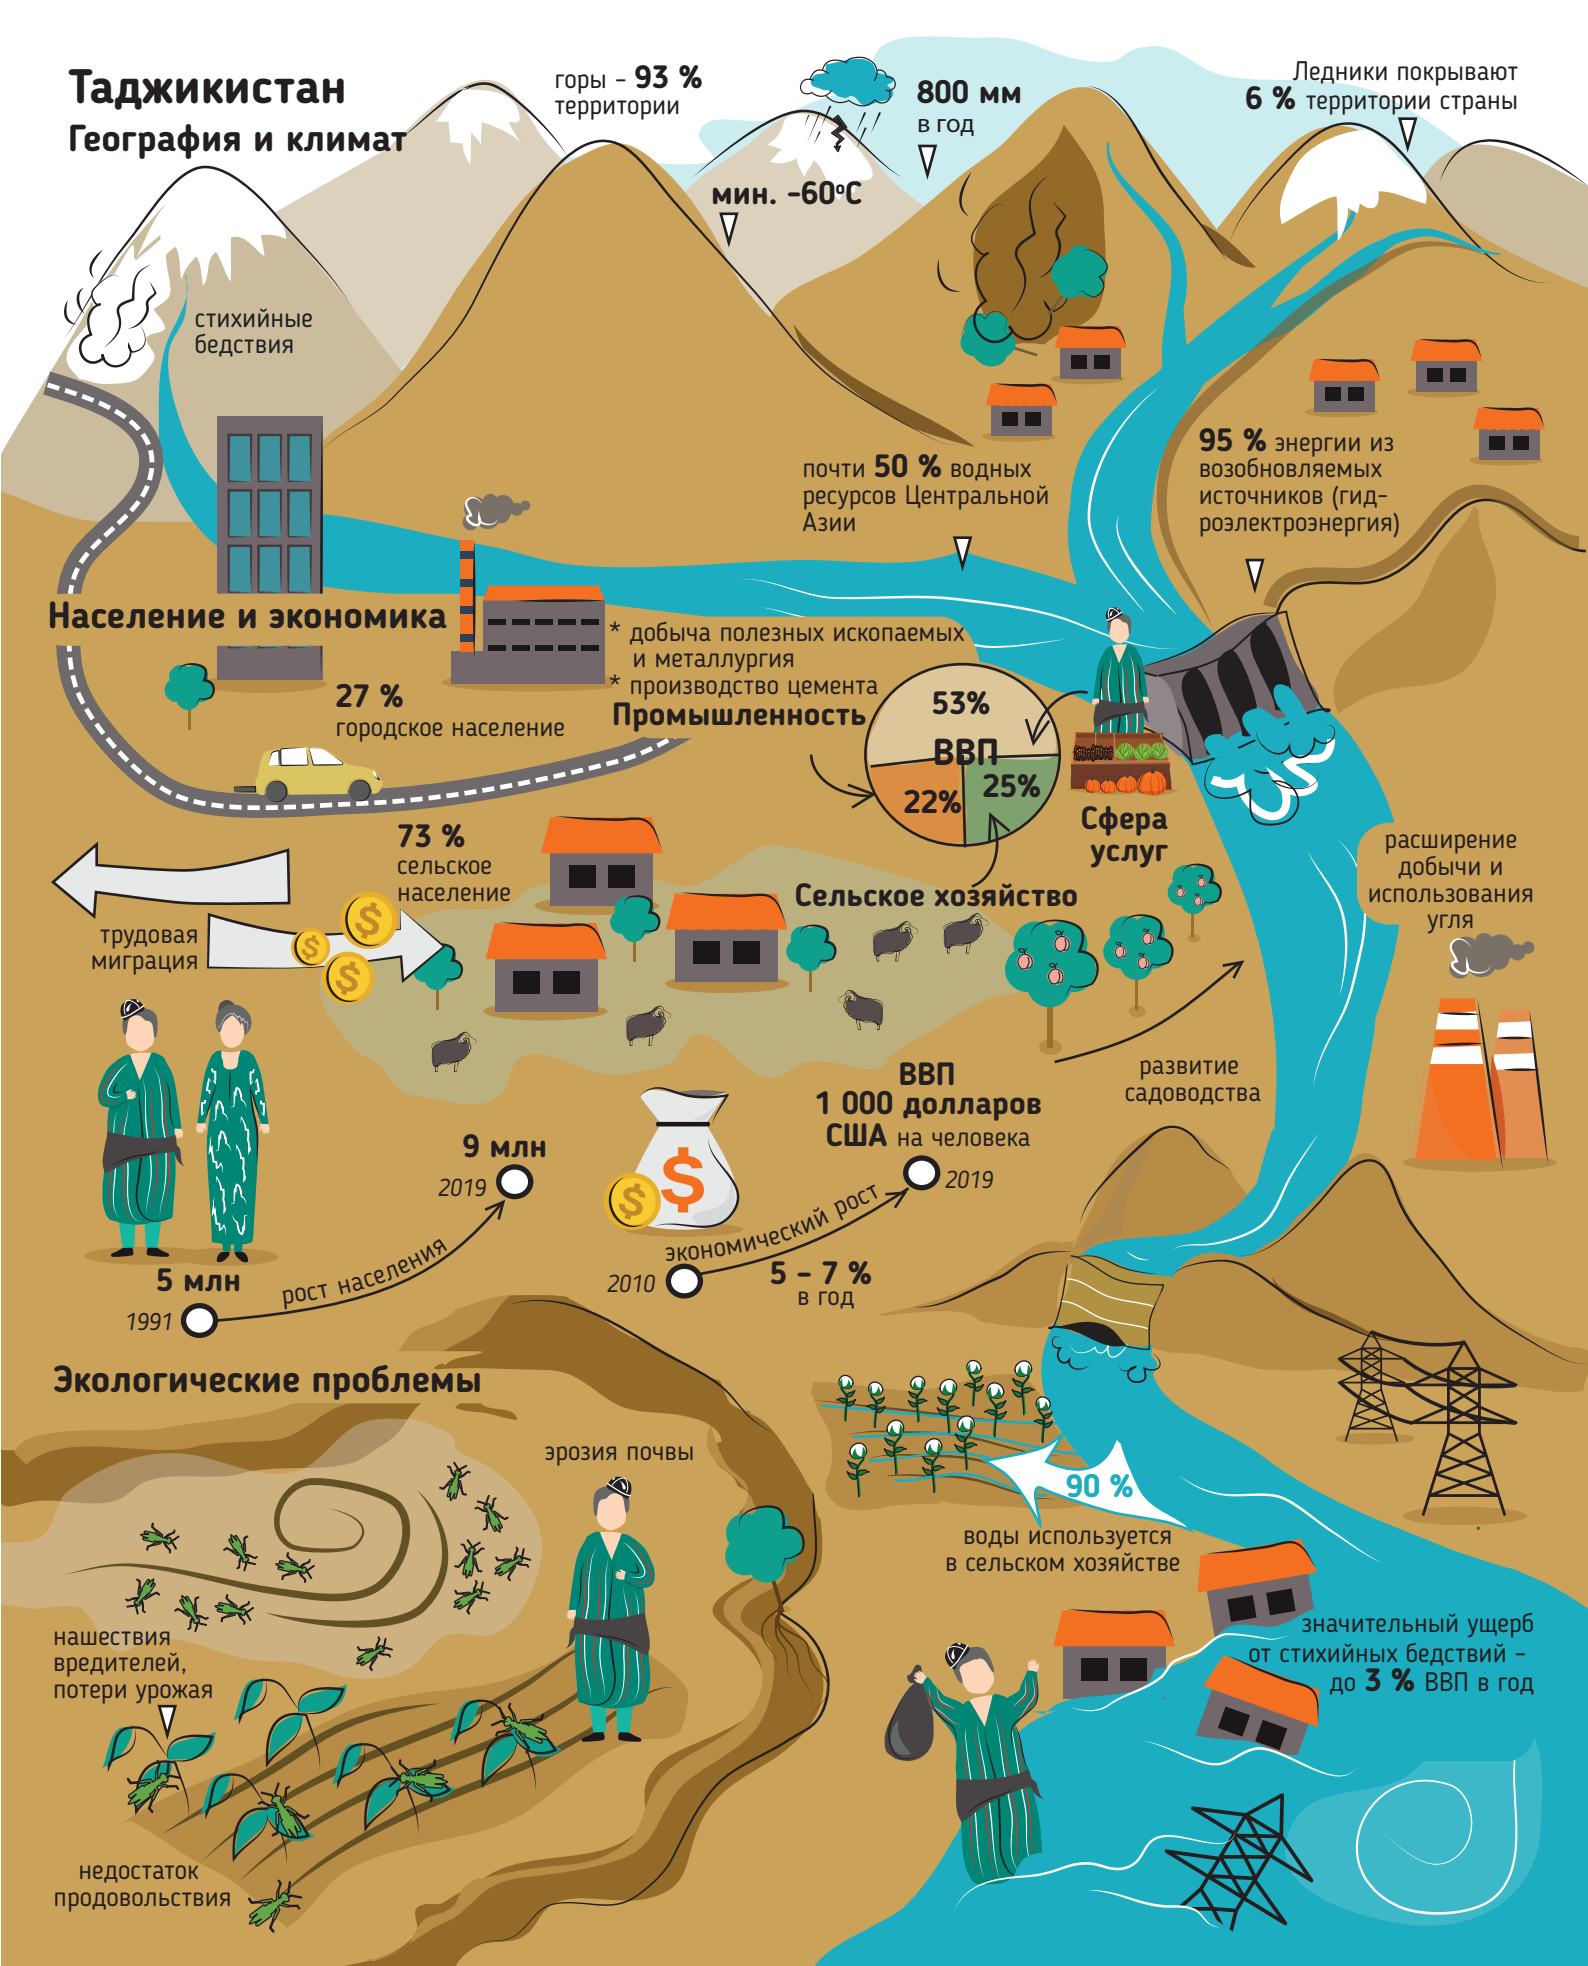 Таджикистан
География и климат
горы – 93 %
территории
800 мм
в год
Ледники покрывают
6 % территории страны
мин. –60ºС
стихийные
бедствия
почти 50 % водных
ресурсов Центральной
Азии
95 % энергии из
возобновляемых
источников (гид-
роэлектроэнергия)
Население и экономика
* добыча полезных ископаемых
и металлургия
* производство цемента
Промышленность
27 %
городское население
53%
ВВП
22%
25%
Сфера
услуг
73 %
сельское
население
Сельское хозяйство
расширение
добычи и
использования
угля
трудовая
миграция
$
$
$
развитие
садоводства
ВВП
1 000 долларов
США на человека
2019
9 млн
2019
$
$
экономический рост
2010
5 – 7 %
в год
5 млн
1991
рост населения
Экологические проблемы
эрозия почвы
90 %
воды используется
в сельском хозяйстве
значительный ущерб
от стихийных бедствий –
до 3 % ВВП в год
нашествия
вредителей,
потери урожая
недостаток
продовольствия